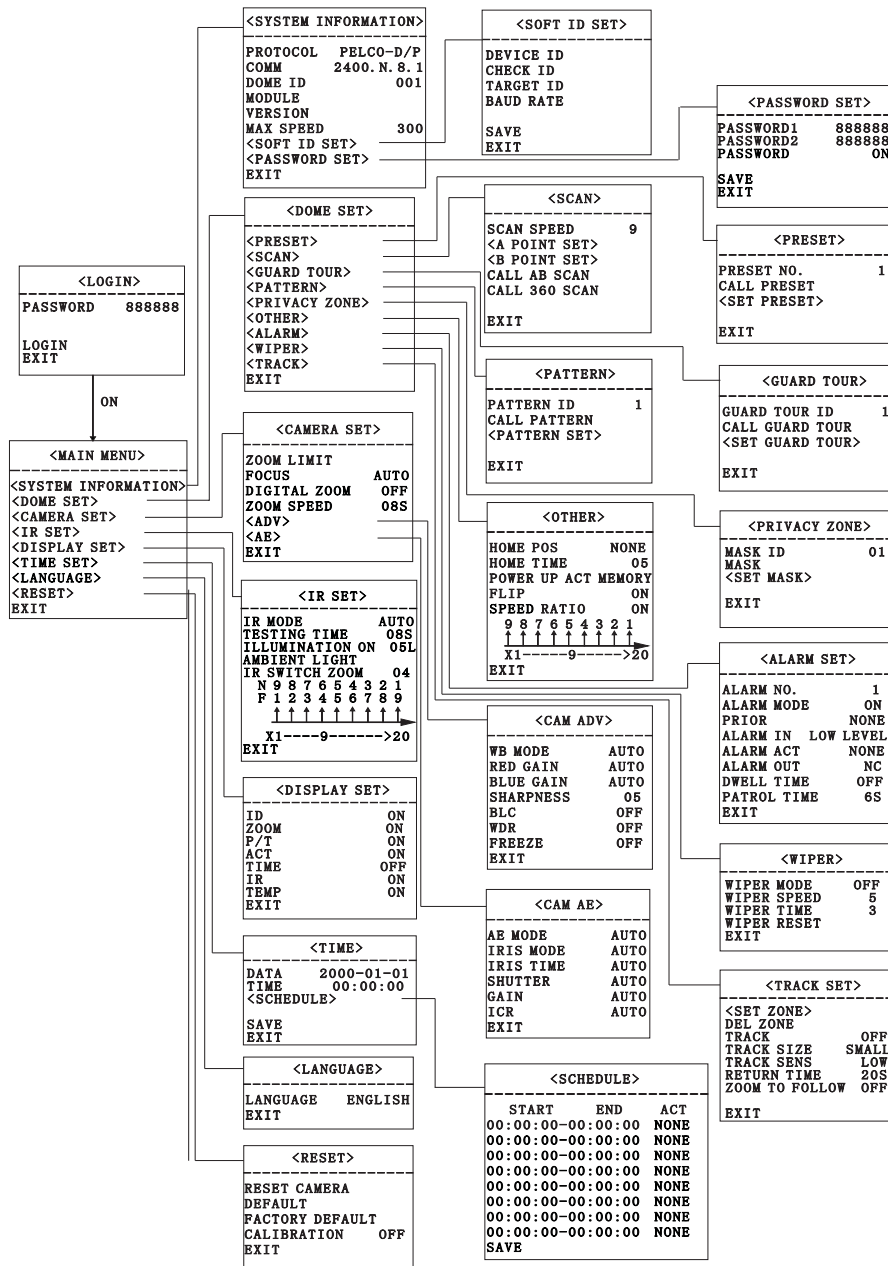 <SYSTEM INFORMATION>
PROTOCOL PELCO-D/P
COMM 2400.N.8.1
DOME ID 001
MODULE
VERSION
MAX SPEED 300
<SOFT ID SET>
<PASSWORD SET>
EXIT
<SOFT ID SET>
DEVICE ID
CHECK ID
TARGET ID
BAUD RATE
SAVE
EXIT
<PASSWORD SET>
PASSWORD1 888888
PASSWORD2 888888
PASSWORD ON
SAVE
EXIT
<DOME SET>
<PRESET>
<SCAN>
<GUARD TOUR>
<PATTERN>
<PRIVACY ZONE>
<OTHER>
<ALARM>
<WIPER>
<TRACK>
EXIT
<SCAN>
SCAN SPEED 9
<A POINT SET>
<B POINT SET>
CALL AB SCAN
CALL 360 SCAN
EXIT
<PRESET>
PRESET NO. 1
CALL PRESET
<SET PRESET>
EXIT
<LOGIN>
PASSWORD 888888
LOGIN
EXIT
ON
<PATTERN>
PATTERN ID 1
CALL PATTERN
<PATTERN SET>
EXIT
<GUARD TOUR>
GUARD TOUR ID 1
CALL GUARD TOUR
<SET GUARD TOUR>
EXIT
<MAIN MENU>
<SYSTEM INFORMATION>
<DOME SET>
<CAMERA SET>
<IR SET>
<DISPLAY SET>
<TIME SET>
<LANGUAGE>
<RESET>
EXIT
<CAMERA SET>
ZOOM LIMIT
FOCUS AUTO
DIGITAL ZOOM OFF
ZOOM SPEED 08S
<ADV>
<AE>
EXIT
<OTHER>
HOME POS NONE
HOME TIME 05
POWER UP ACT MEMORY
FLIP ON
SPEED RATIO ON
9 8 7 6 5 4 3 2 1
X1-----9----->20
EXIT
<PRIVACY ZONE>
MASK ID 01
MASK
<SET MASK>
EXIT
<IR SET>
IR MODE AUTO
TESTING TIME 08S
ILLUMINATION ON 05L
AMBIENT LIGHT
IR SWITCH ZOOM 04
N 9 8 7 6 5 4 3 2 1
F 1 2 3 4 5 6 7 8 9
X1----9------>20
EXIT
<ALARM SET>
ALARM NO. 1
ALARM MODE ON
PRIOR NONE
ALARM IN LOW LEVEL
ALARM ACT NONE
ALARM OUT NC
DWELL TIME OFF
PATROL TIME 6S
EXIT
<CAM ADV>
WB MODE AUTO
RED GAIN AUTO
BLUE GAIN AUTO
SHARPNESS 05
BLC OFF
WDR OFF
FREEZE OFF
EXIT
<DISPLAY SET>
ID ON
ZOOM ON
P/T ON
ACT ON
TIME OFF
IR ON
TEMP ON
EXIT
<WIPER>
WIPER MODE OFF
WIPER SPEED 5
WIPER TIME 3
WIPER RESET
EXIT
<CAM AE>
AE MODE AUTO
IRIS MODE AUTO
IRIS TIME AUTO
SHUTTER AUTO
GAIN AUTO
ICR AUTO
EXIT
<TIME>
DATA 2000-01-01
TIME 00:00:00
<SCHEDULE>
SAVE
EXIT
<TRACK SET>
<SET ZONE>
DEL ZONE
TRACK OFF
TRACK SIZE SMALL
TRACK SENS LOW
RETURN TIME 20S
ZOOM TO FOLLOW OFF
EXIT
<LANGUAGE>
LANGUAGE ENGLISH
EXIT
<SCHEDULE>
START END ACT
00:00:00-00:00:00 NONE
00:00:00-00:00:00 NONE
00:00:00-00:00:00 NONE
00:00:00-00:00:00 NONE
00:00:00-00:00:00 NONE
00:00:00-00:00:00 NONE
00:00:00-00:00:00 NONE
00:00:00-00:00:00 NONE
SAVE
<RESET>
RESET CAMERA
DEFAULT
FACTORY DEFAULT
CALIBRATION OFF
EXIT